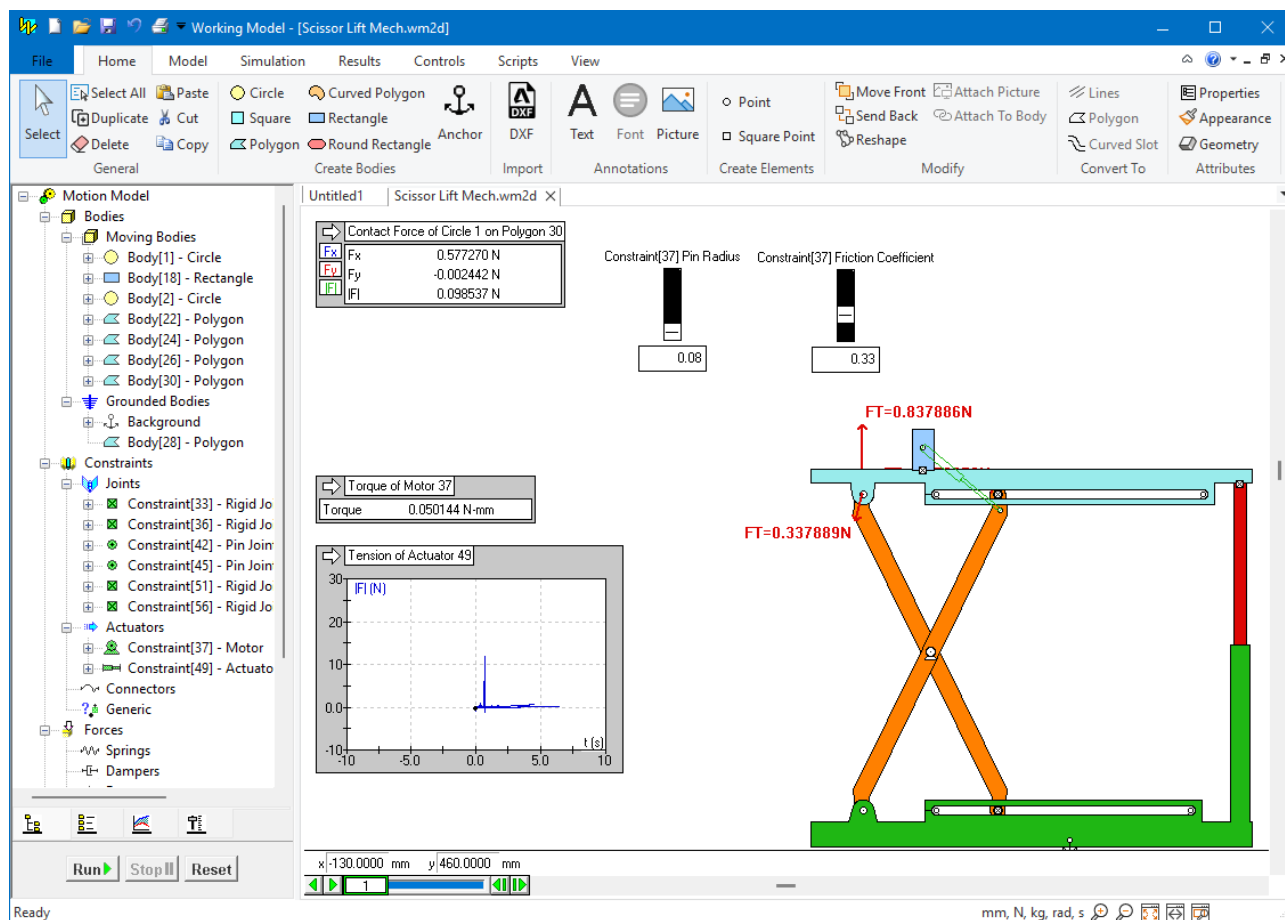 Working Model - [Scissor Lift Mech.wm2d]
File Home Model Simulation Results Controls Scripts View
Select
Select All
Duplicate
Delete
Paste
Cut
Copy
General
Circle
Square
Polygon
Curved Polygon
Rectangle
Round Rectangle
Anchor
Create Bodies
DXF
DXF
Import
A
Text
Font
Picture
Annotations
Point
Square Point
Create Elements
Move Front
Send Back
Reshape
Attach Picture
Attach To Body
Modify
Lines
Polygon
Curved Slot
Convert To
Properties
Appearance
Geometry
Attributes
Motion Model
Bodies
Moving Bodies
Body[1] - Circle
Body[18] - Rectangle
Body[2] - Circle
Body[22] - Polygon
Body[24] - Polygon
Body[26] - Polygon
Body[30] - Polygon
Grounded Bodies
Background
Body[28] - Polygon
Constraints
Joints
Constraint[33] - Rigid Jo
Constraint[36] - Rigid Jo
Constraint[42] - Pin Join
Constraint[45] - Pin Join
Constraint[51] - Rigid Jo
Constraint[56] - Rigid Jo
Actuators
Constraint[37] - Motor
Constraint[49] - Actuato
Connectors
Generic
Forces
Springs
Dampers
Run
Stop
Reset
Untitled1
Scissor Lift Mech.wm2d
Contact Force of Circle 1 on Polygon 30
Fx Fx 0.577270 N
Fy Fy -0.002442 N
|F| |F| 0.098537 N
Constraint[37] Pin Radius
0.08
Constraint[37] Friction Coefficient
0.33
Torque of Motor 37
Torque 0.050144 N-mm
Tension of Actuator 49
|F| (N)
30
20
10
0.0
-10
-10 -5.0 0.0 5.0 10
t (s)
FT=0.837886N
FT=0.337889N
x -130.0000 mm y 460.0000 mm
1
Ready
mm, N, kg, rad, s